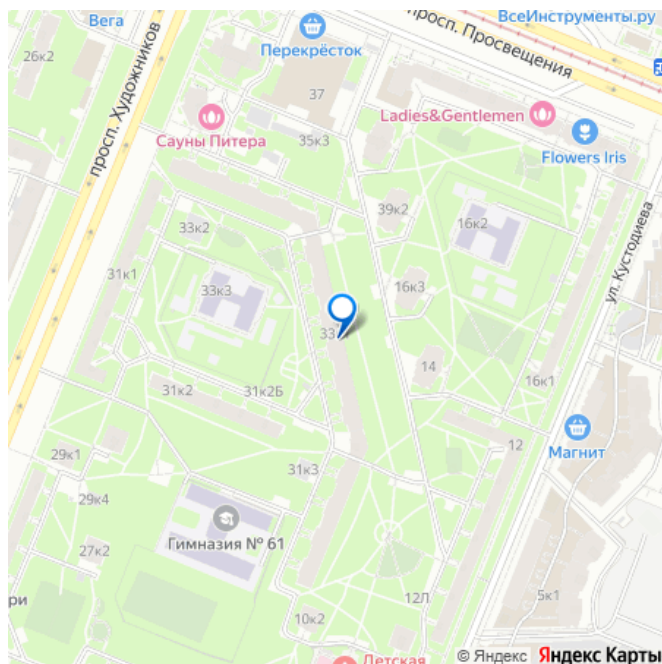 ВсеИнструменты.ру
Вега
просп. Просвещения
26к2
просп. Художников
Перекрёсток
37
Ladies&Gentlemen
Сауны Питера
35к3
Flowers Iris
39к2
16к2
ул. Кустодиева
33к2
31к1
33к3
16к3
14
31к2
31к2Б
16к1
12
Магнит
29к1
31к3
29к4
Гимназия № 61
27к2
5к1
ри
12Л
10к2
Детская
© Яндекс Яндекс Карты